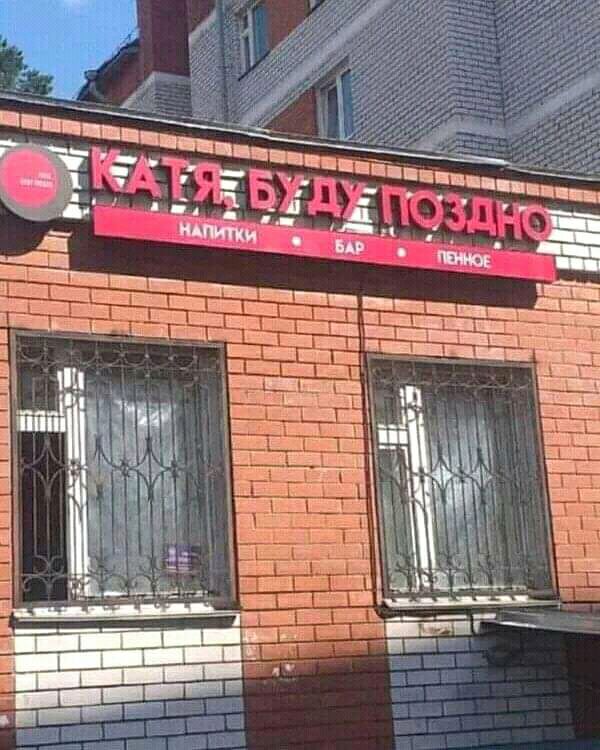 КАТЯ, БУДУ ПОЗДНО
НАПИТКИ • БАР • ПЕННОЕ